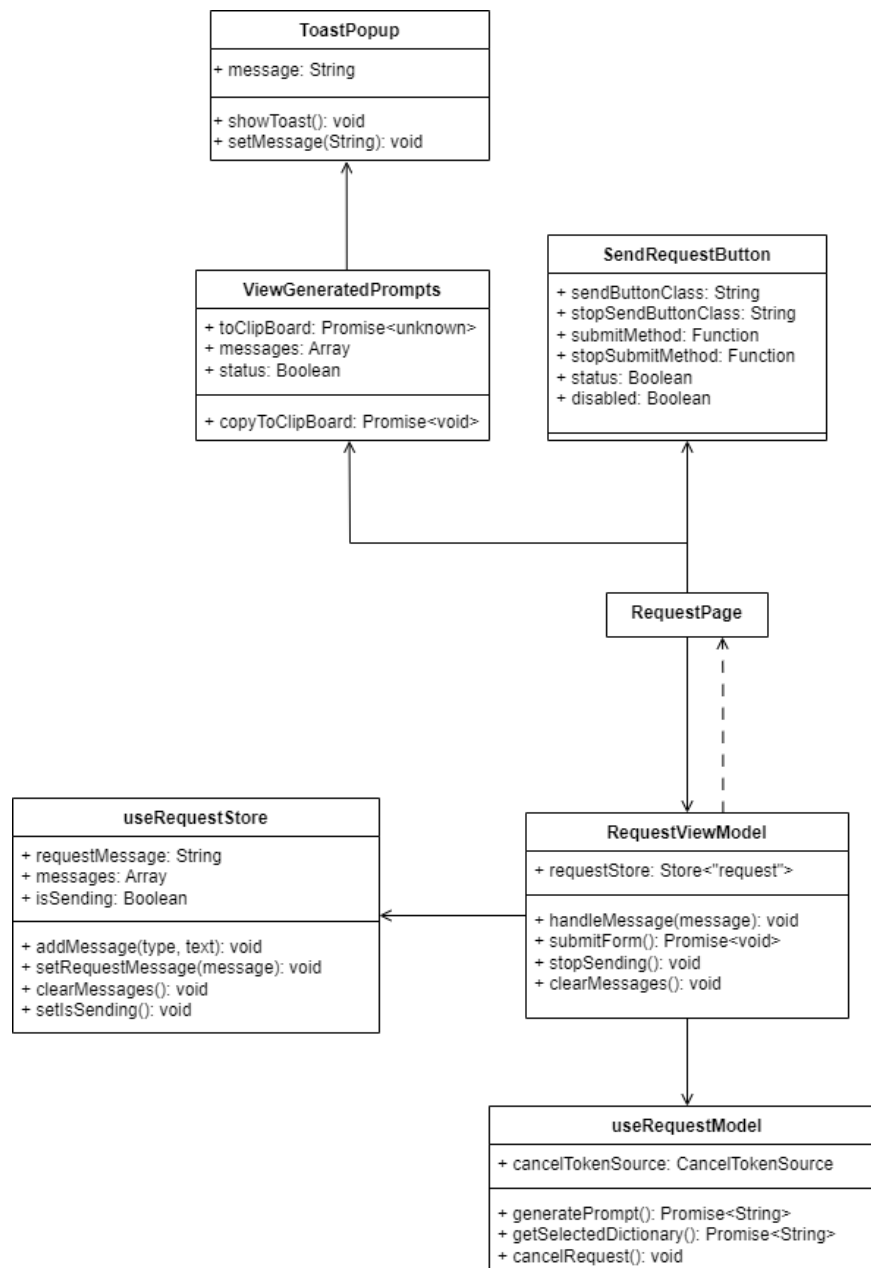 ToastPopup
+ message: String
+ showToast(): void
+ setMessage(String): void
ViewGeneratedPrompts
+ toClipBoard: Promise<unknown>
+ messages: Array
+ status: Boolean
+ copyToClipBoard: Promise<void>
SendRequestButton
+ sendButtonClass: String
+ stopSendButtonClass: String
+ submitMethod: Function
+ stopSubmitMethod: Function
+ status: Boolean
+ disabled: Boolean
RequestPage
useRequestStore
+ requestMessage: String
+ messages: Array
+ isSending: Boolean
+ addMessage(type, text): void
+ setRequestMessage(message): void
+ clearMessages(): void
+ setIsSending(): void
RequestViewModel
+ requestStore: Store<"request">
+ handleMessage(message): void
+ submitForm(): Promise<void>
+ stopSending(): void
+ clearMessages(): void
useRequestModel
+ cancelTokenSource: CancelTokenSource
+ generatePrompt(): Promise<String>
+ getSelectedDictionary(): Promise<String>
+ cancelRequest(): void